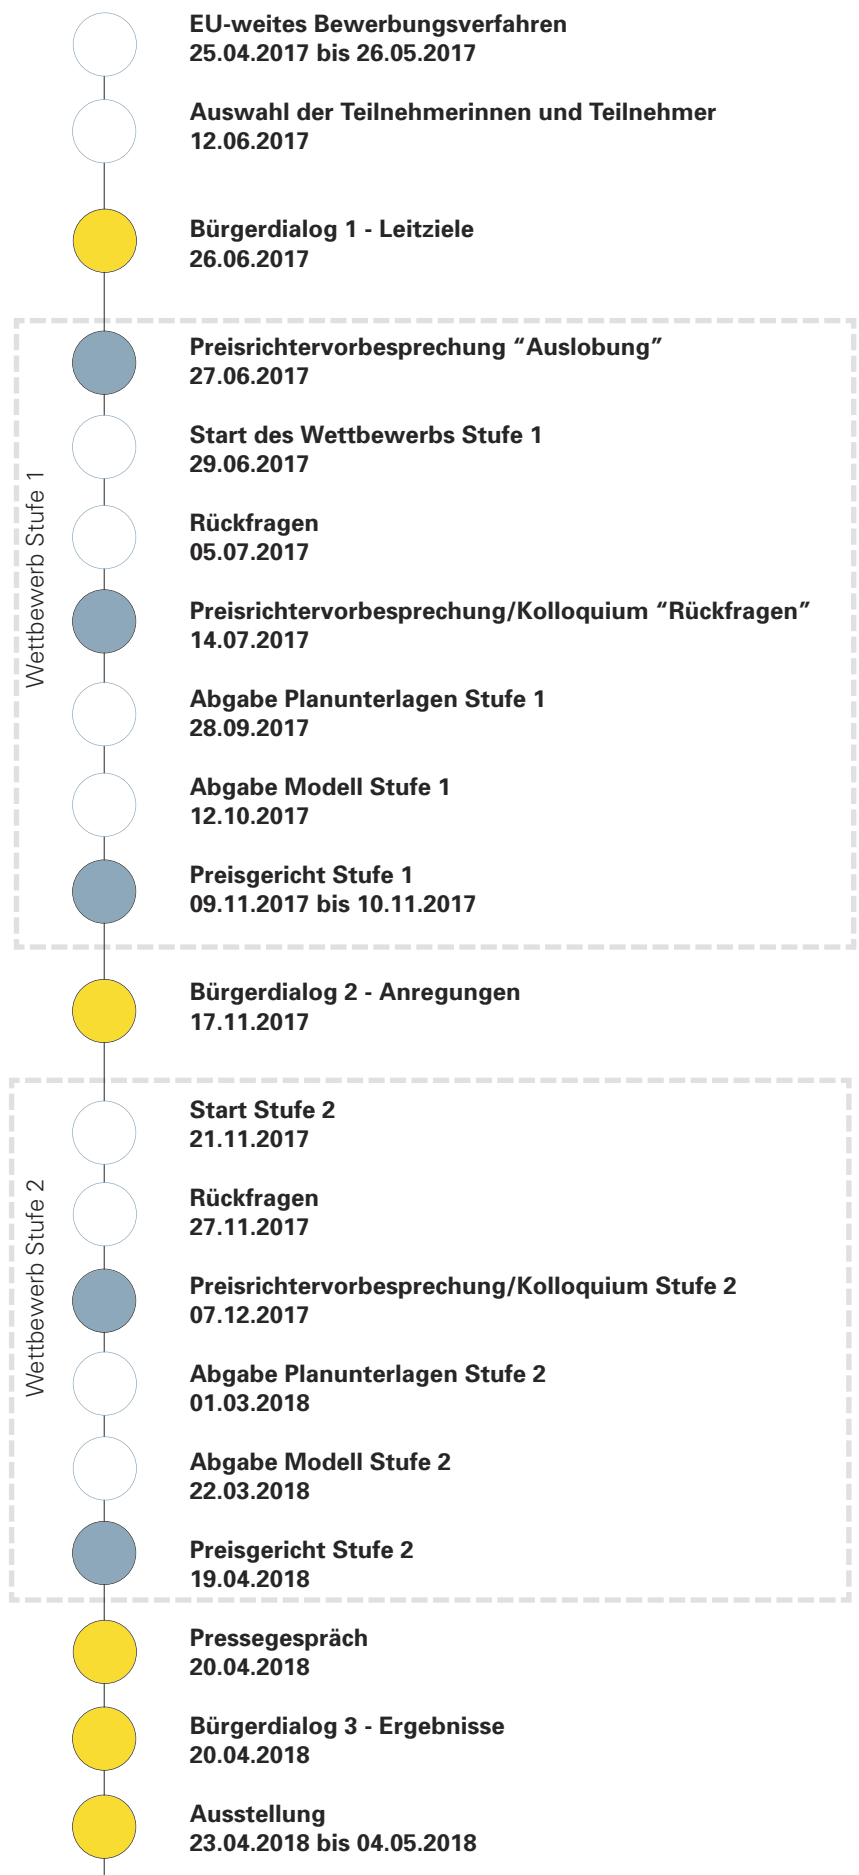 EU-weites Bewerbungsverfahren
25.04.2017 bis 26.05.2017
Auswahl der Teilnehmerinnen und Teilnehmer
12.06.2017
Bürgerdialog 1 - Leitziele
26.06.2017
Wettbewerb Stufe 1
Preisrichtervorbesprechung “Auslobung”
27.06.2017
Start des Wettbewerbs Stufe 1
29.06.2017
Rückfragen
05.07.2017
Preisrichtervorbesprechung/Kolloquium “Rückfragen”
14.07.2017
Abgabe Planunterlagen Stufe 1
28.09.2017
Abgabe Modell Stufe 1
12.10.2017
Preisgericht Stufe 1
09.11.2017 bis 10.11.2017
Bürgerdialog 2 - Anregungen
17.11.2017
Wettbewerb Stufe 2
Start Stufe 2
21.11.2017
Rückfragen
27.11.2017
Preisrichtervorbesprechung/Kolloquium Stufe 2
07.12.2017
Abgabe Planunterlagen Stufe 2
01.03.2018
Abgabe Modell Stufe 2
22.03.2018
Preisgericht Stufe 2
19.04.2018
Pressegespräch
20.04.2018
Bürgerdialog 3 - Ergebnisse
20.04.2018
Ausstellung
23.04.2018 bis 04.05.2018